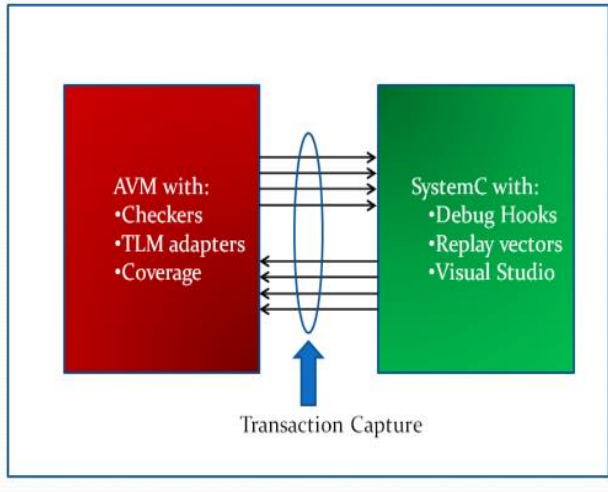 AVM with:
•Checkers
•TLM adapters
•Coverage
SystemC with:
•Debug Hooks
•Replay vectors
•Visual Studio
Transaction Capture